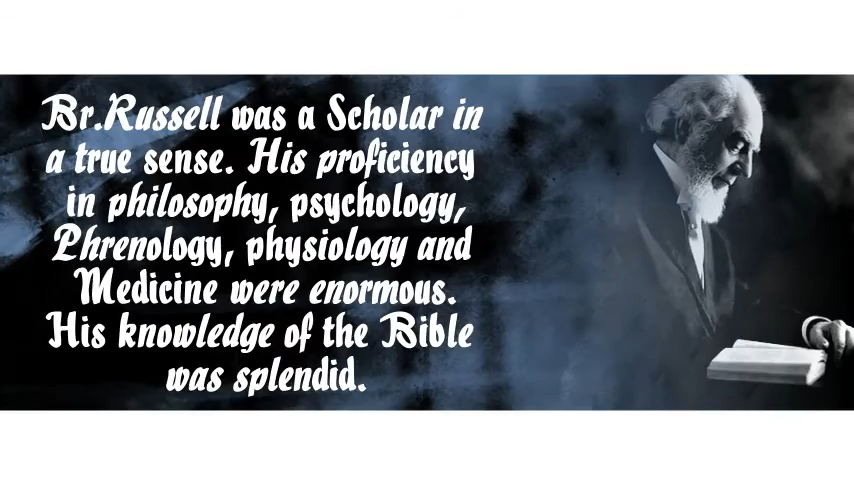 Br.Russell was a Scholar in
a true sense. His proficiency
in philosophy, psychology,
Phrenology, physiology and
Medicine were enormous.
His knowledge of the Bible
was splendid.